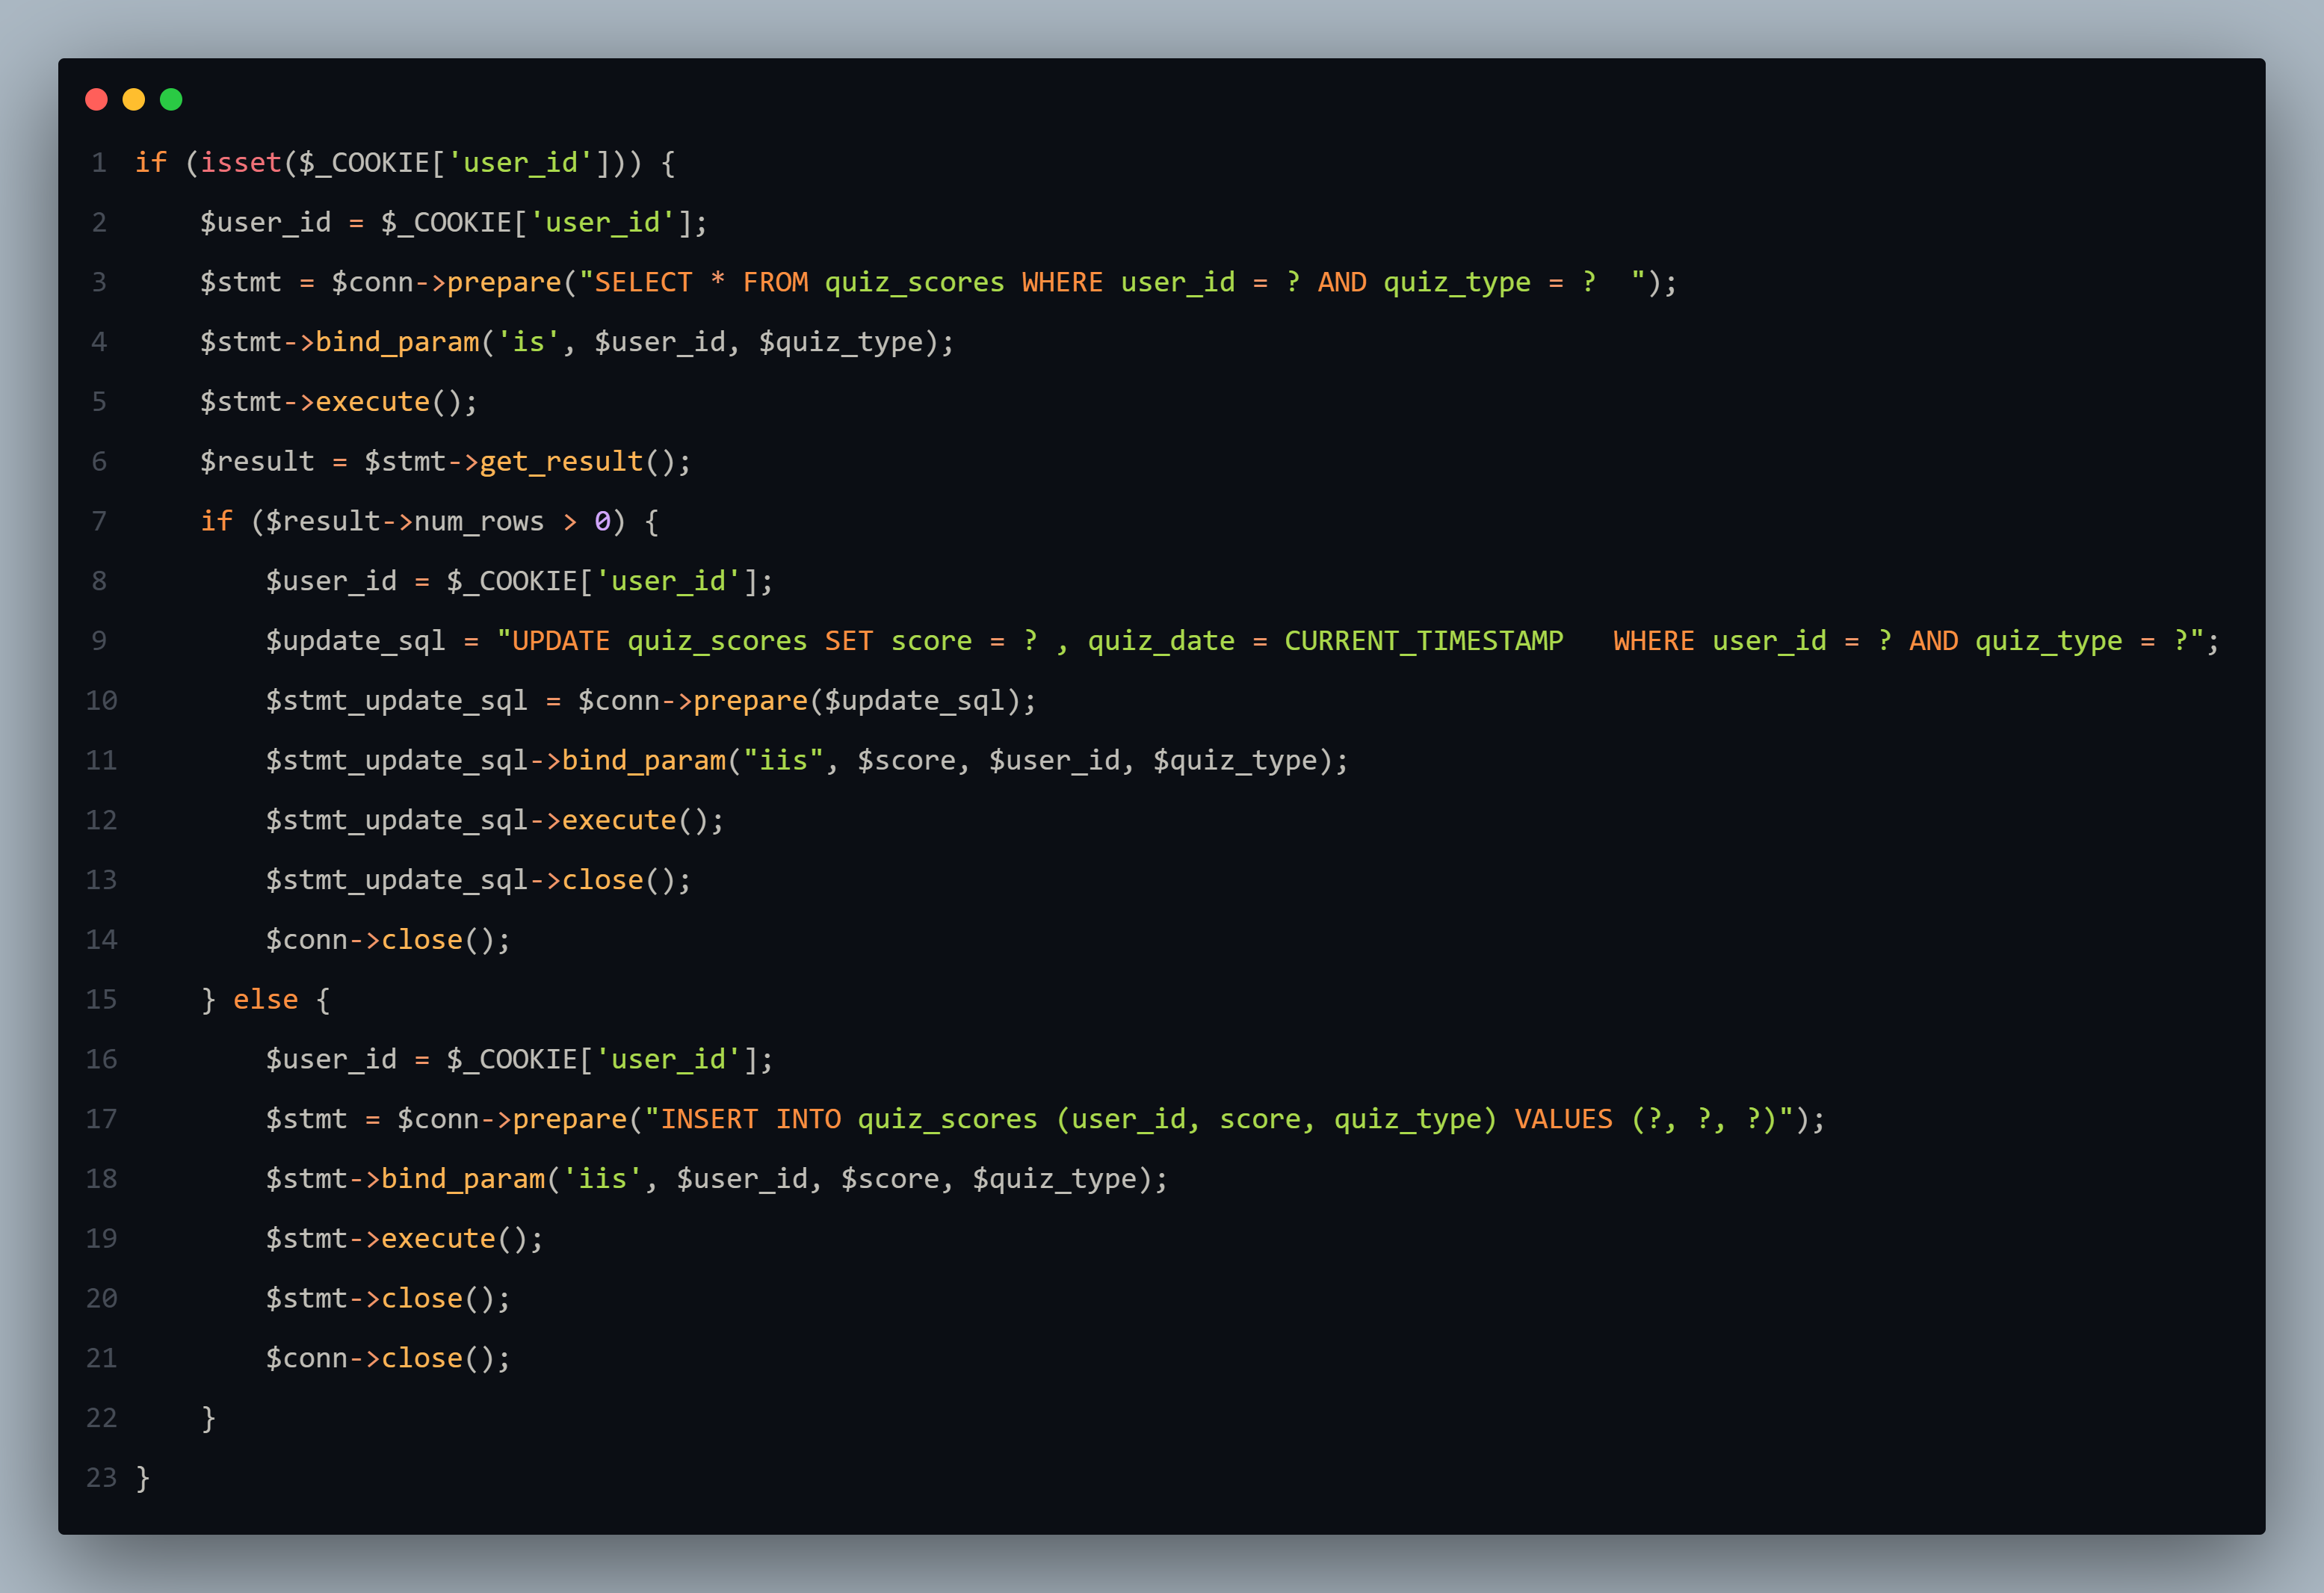 1 if (isset($_COOKIE['user_id'])) {
2     $user_id = $_COOKIE['user_id'];
3     $stmt = $conn->prepare("SELECT * FROM quiz_scores WHERE user_id = ? AND quiz_type = ?  ");
4     $stmt->bind_param('is', $user_id, $quiz_type);
5     $stmt->execute();
6     $result = $stmt->get_result();
7     if ($result->num_rows > 0) {
8         $user_id = $_COOKIE['user_id'];
9         $update_sql = "UPDATE quiz_scores SET score = ? , quiz_date = CURRENT_TIMESTAMP   WHERE user_id = ? AND quiz_type = ?";
10         $stmt_update_sql = $conn->prepare($update_sql);
11         $stmt_update_sql->bind_param("iis", $score, $user_id, $quiz_type);
12         $stmt_update_sql->execute();
13         $stmt_update_sql->close();
14         $conn->close();
15     } else {
16         $user_id = $_COOKIE['user_id'];
17         $stmt = $conn->prepare("INSERT INTO quiz_scores (user_id, score, quiz_type) VALUES (?, ?, ?)");
18         $stmt->bind_param('iis', $user_id, $score, $quiz_type);
19         $stmt->execute();
20         $stmt->close();
21         $conn->close();
22     }
23 }